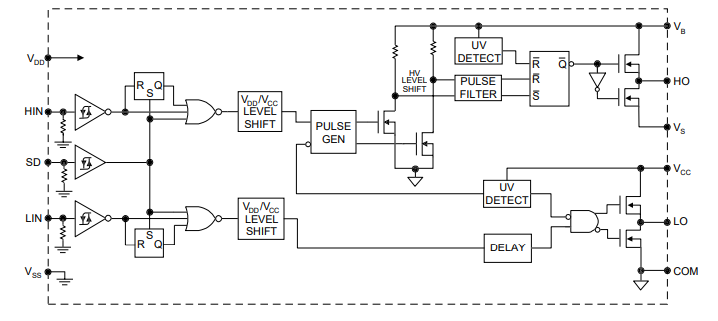 V_B
UV
DETECT
V_DD
HV
LEVEL
SHIFT
R̅ Q̅
R Q
S
PULSE
FILTER
R̅
S̅
HO
HIN
V_DD/V_CC
LEVEL
SHIFT
PULSE
GEN
V_S
SD
V_CC
UV
DETECT
LIN
V_DD/V_CC
LEVEL
SHIFT
LO
S
R Q
DELAY
V_SS
COM